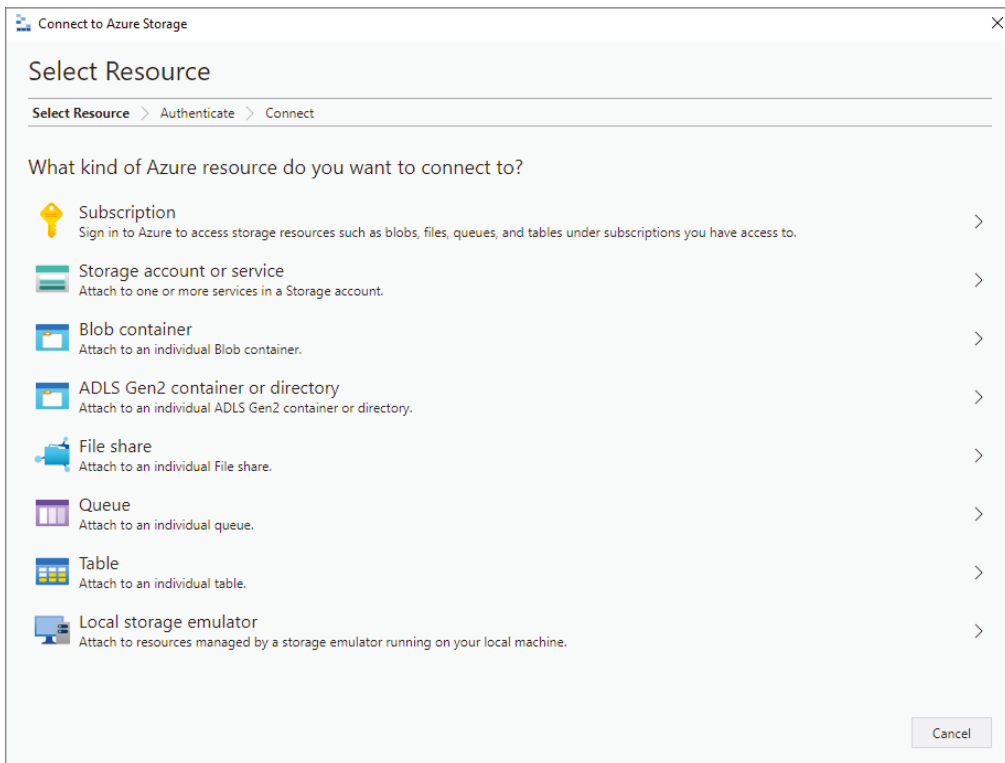 Connect to Azure Storage
Select Resource
Select Resource > Authenticate > Connect
What kind of Azure resource do you want to connect to?
Subscription
Sign in to Azure to access storage resources such as blobs, files, queues, and tables under subscriptions you have access to.
Storage account or service
Attach to one or more services in a Storage account.
Blob container
Attach to an individual Blob container.
ADLS Gen2 container or directory
Attach to an individual ADLS Gen2 container or directory.
File share
Attach to an individual File share.
Queue
Attach to an individual queue.
Table
Attach to an individual table.
Local storage emulator
Attach to resources managed by a storage emulator running on your local machine.
Cancel